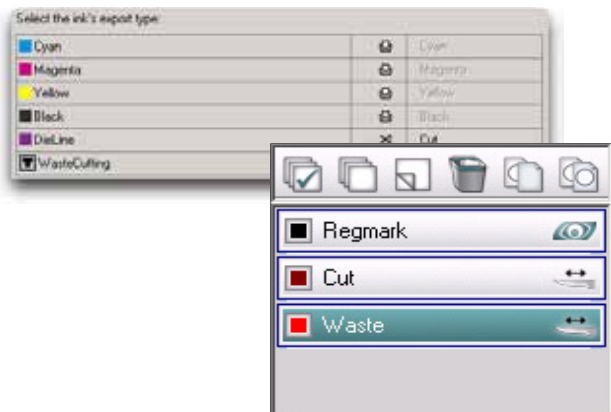 Select the ink's export type:
Cyan Cyan
Magenta Magenta
Yellow Yellow
Black Black
DieLine Cut
WasteCutting
Regmark
Cut
Waste